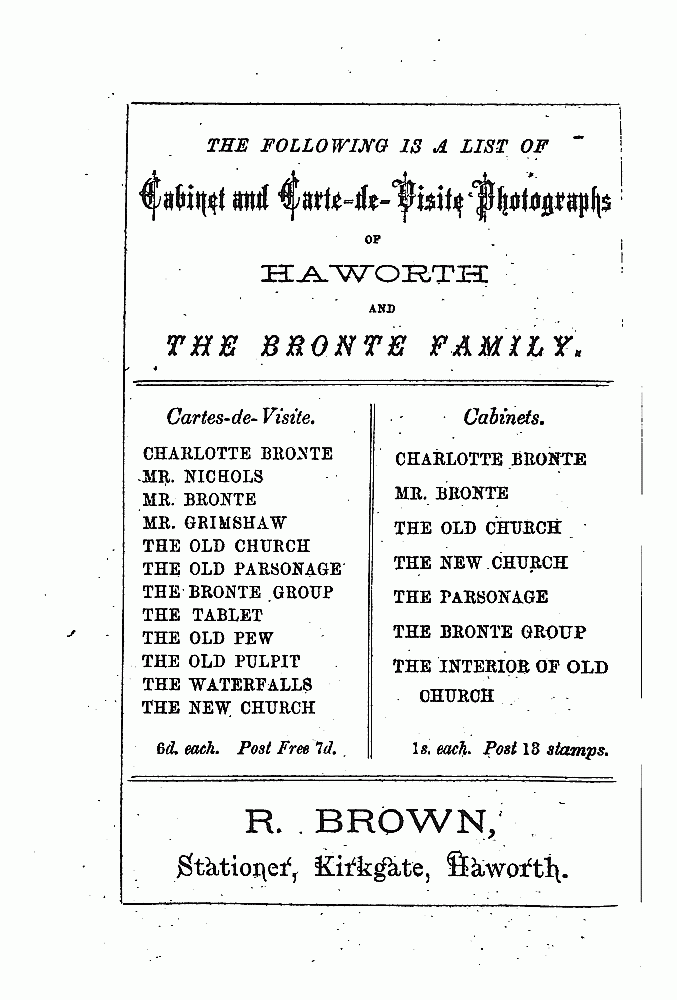 THE FOLLOWING IS A LIST OF
Cabinet and Carte-de-Visite Photographs
OF
HAWORTH
AND
THE BRONTE FAMILY.
Cartes-de-Visite.
CHARLOTTE BRONTE
MR. NICHOLS
MR. BRONTE
MR. GRIMSHAW
THE OLD CHURCH
THE OLD PARSONAGE
THE BRONTE GROUP
THE TABLET
THE OLD PEW
THE OLD PULPIT
THE WATERFALLS
THE NEW CHURCH
6d. each. Post Free 7d.
Cabinets.
CHARLOTTE BRONTE
MR. BRONTE
THE OLD CHURCH
THE NEW CHURCH
THE PARSONAGE
THE BRONTE GROUP
THE INTERIOR OF OLD
CHURCH
1s. each. Post 13 stamps.
R. BROWN,
Stationer, Kirkgate, Haworth.